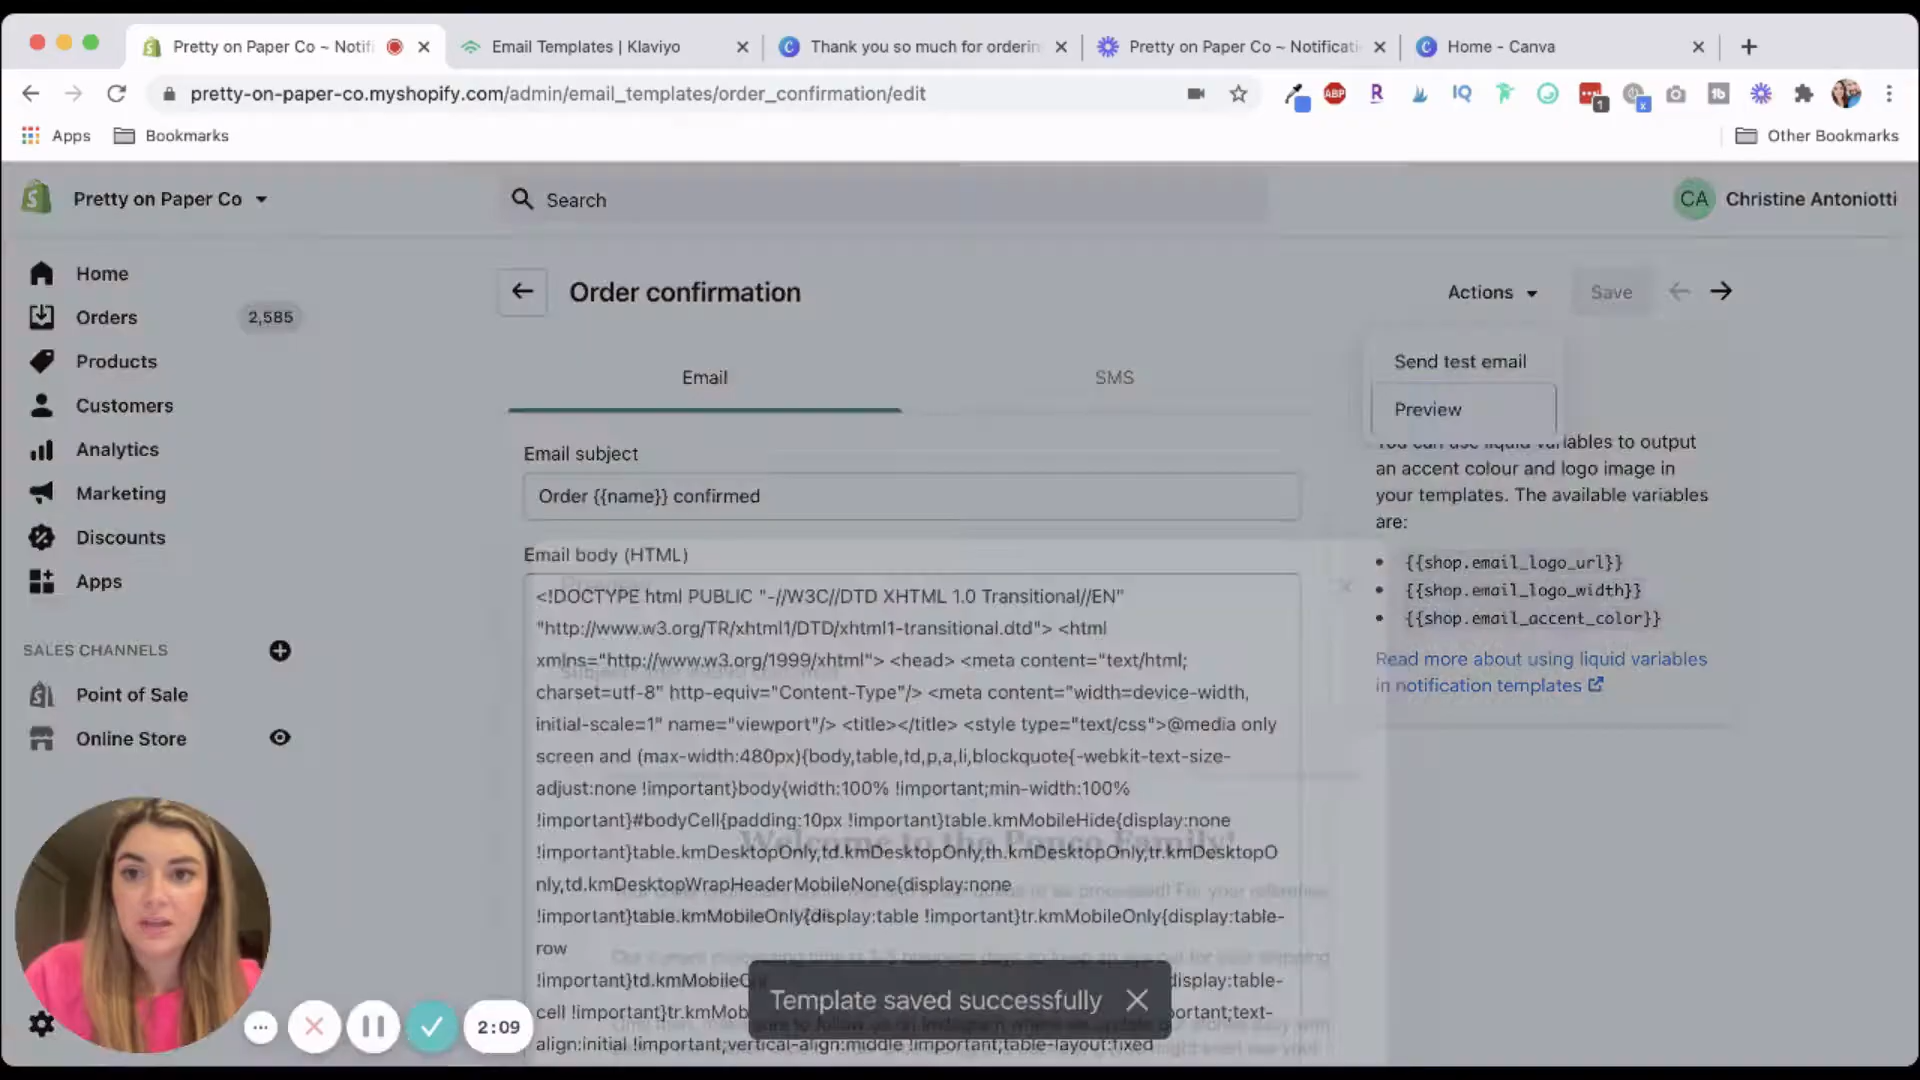 Pretty on Paper Co ~ Notifi
Email Templates | Klaviyo
Thank you so much for orderin
Pretty on Paper Co ~ Notificati
Home - Canva
pretty-on-paper-co.myshopify.com/admin/email_templates/order_confirmation/edit
Apps
Bookmarks
Other Bookmarks
Pretty on Paper Co
Search
CA
Christine Antoniotti
Home
Orders
2,585
Products
Customers
Analytics
Marketing
Discounts
Apps
SALES CHANNELS
Point of Sale
Online Store
Order confirmation
Actions
Save
Send test email
Preview
Email
SMS
Email subject
Order {{name}} confirmed
Email body (HTML)
<!DOCTYPE html PUBLIC "-//W3C//DTD XHTML 1.0 Transitional//EN"
"http://www.w3.org/TR/xhtml1/DTD/xhtml1-transitional.dtd"> <html
xmlns="http://www.w3.org/1999/xhtml"> <head> <meta content="text/html;
charset=utf-8" http-equiv="Content-Type"/> <meta content="width=device-width,
initial-scale=1" name="viewport"/> <title></title> <style type="text/css">@media only
screen and (max-width:480px){body,table,td,p,a,li,blockquote{-webkit-text-size-
adjust:none !important}body{width:100% !important;min-width:100%
!important}#bodyCell{padding:10px !important}table.kmMobileHide{display:none
!important}table.kmDesktopOnly,td.kmDesktopOnly,th.kmDesktopOnly,tr.kmDesktopO
nly,td.kmDesktopWrapHeaderMobileNone{display:none
!important}table.kmMobileOnly{display:table !important}tr.kmMobileOnly{display:table-
row
!important}td.kmMobileO display:table-
cell !important}tr.kmMob portant;text-
align:initial !important;vertical-align:middle !important;table-layout:fixed
Welcome to the Popco Family!
Template saved successfully
You can use liquid variables to output
an accent colour and logo image in
your templates. The available variables
are:
{{shop.email_logo_url}}
{{shop.email_logo_width}}
{{shop.email_accent_color}}
Read more about using liquid variables
in notification templates
2:09